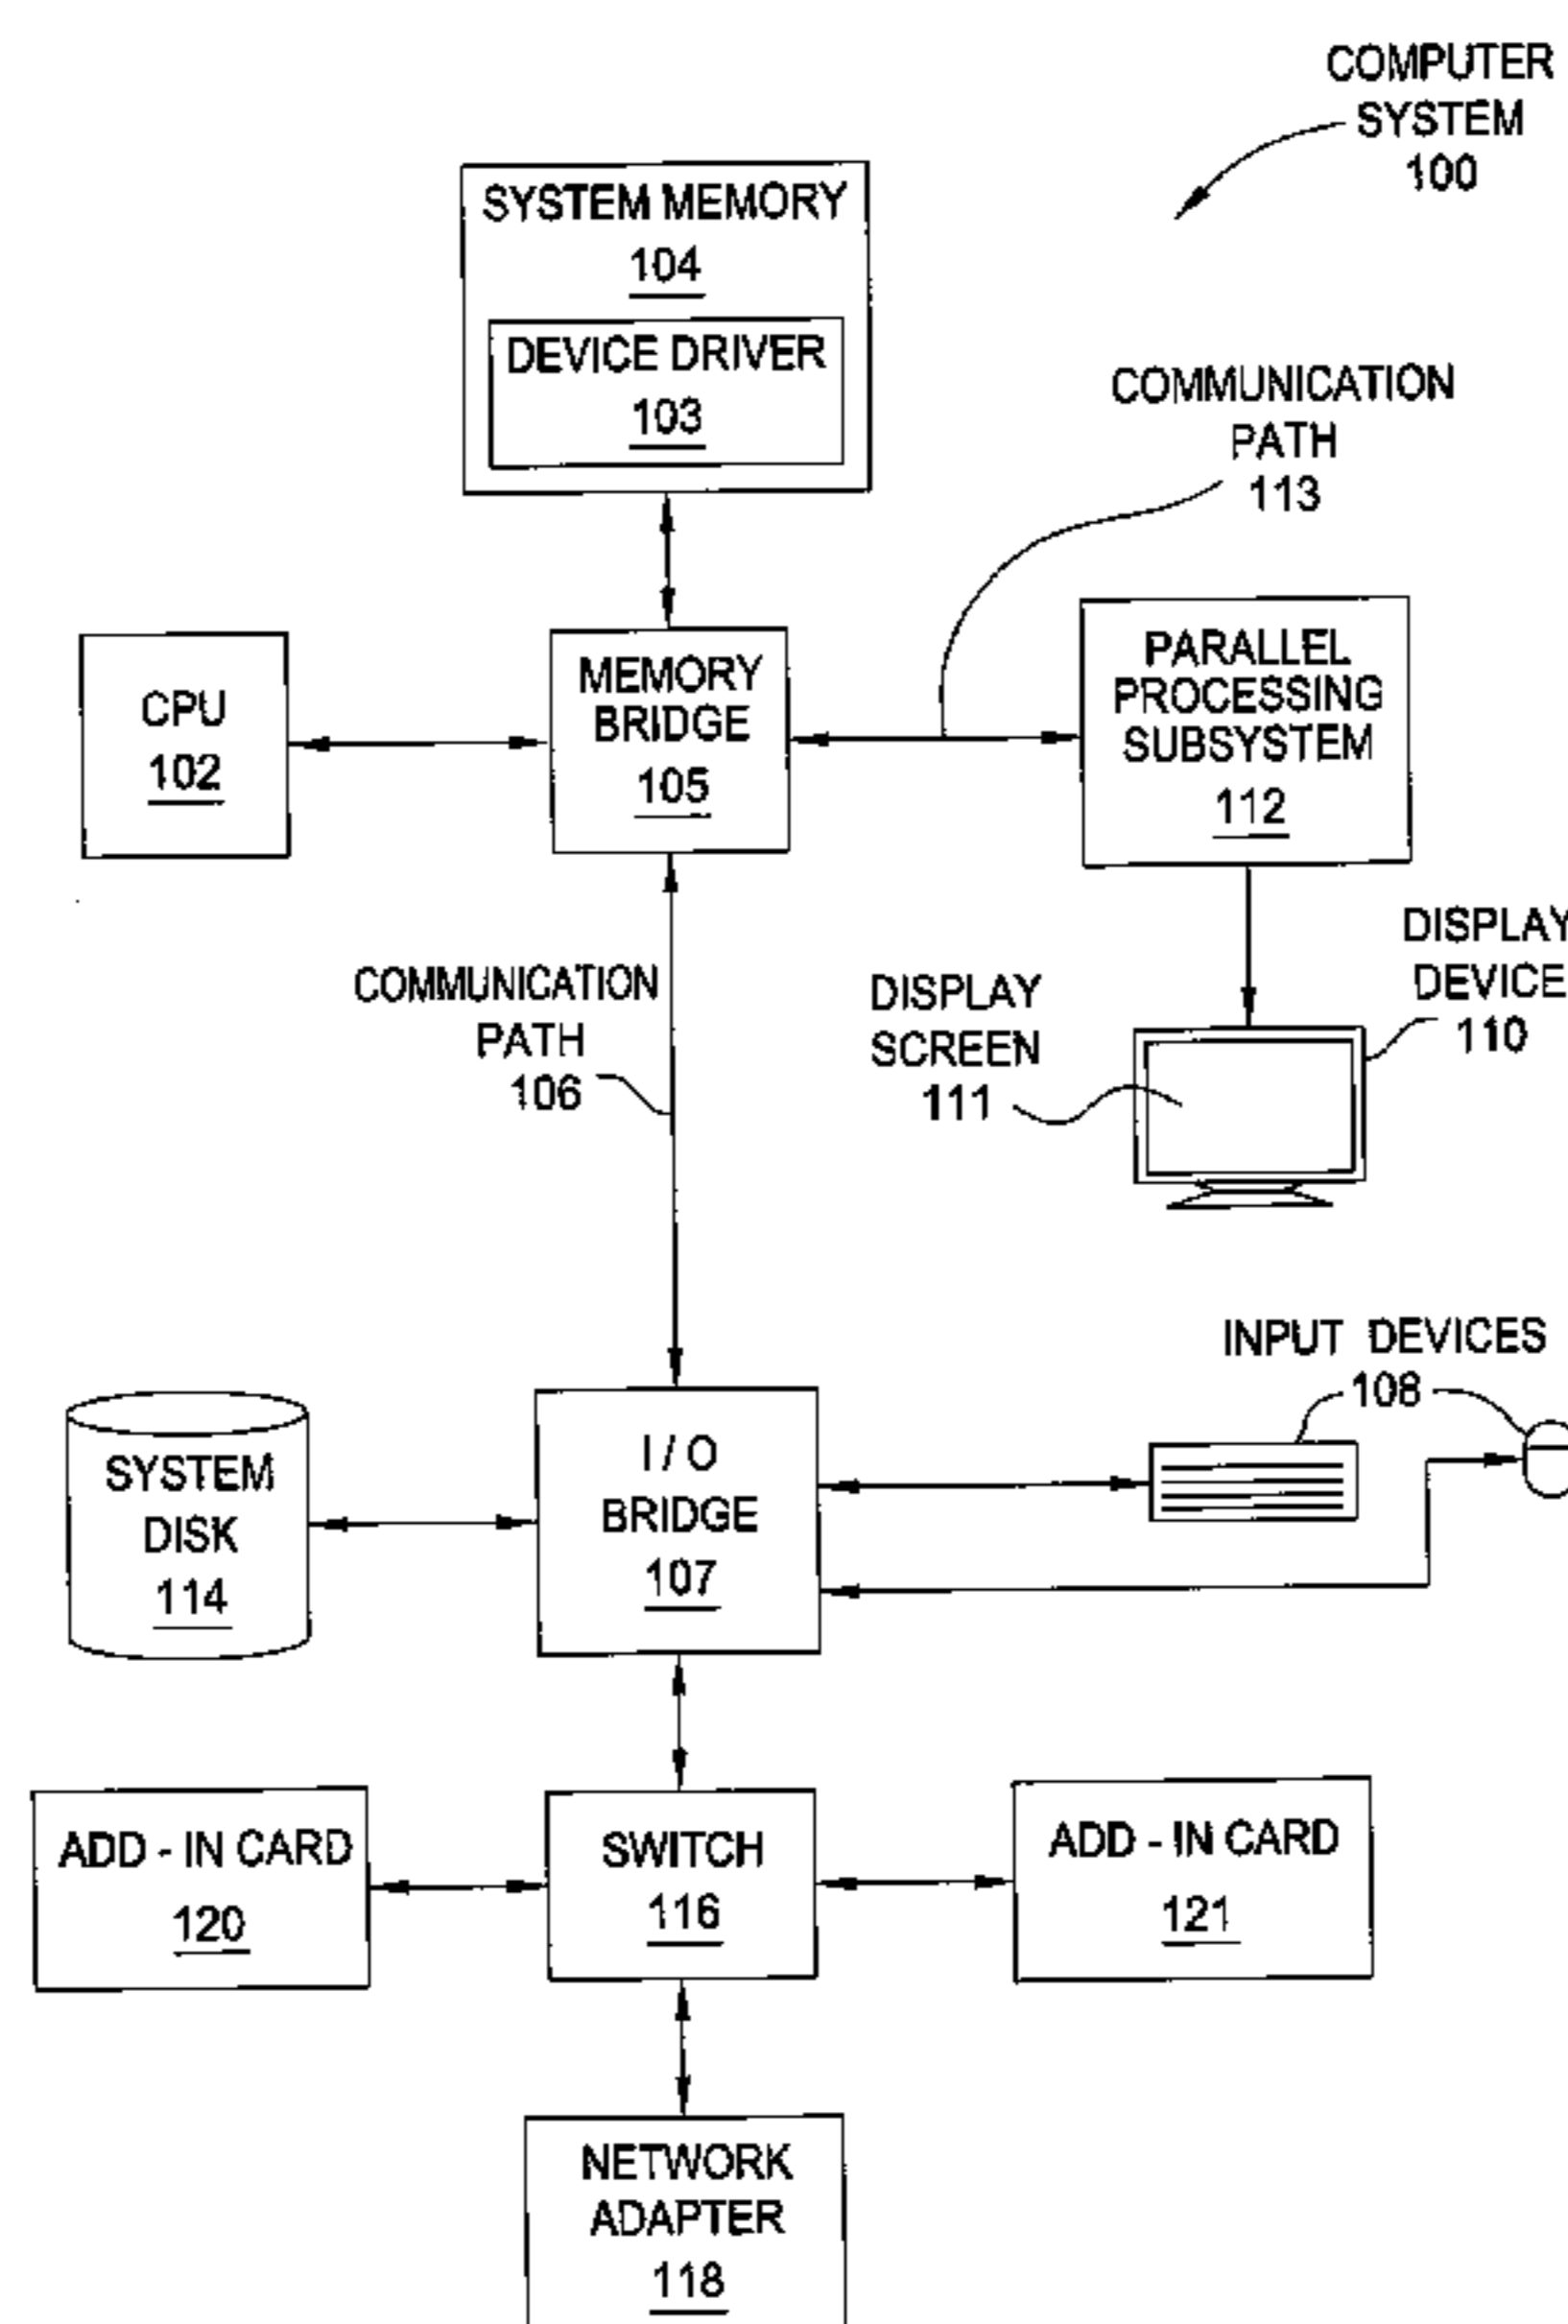 COMPUTER
SYSTEM
100
SYSTEM MEMORY
104
DEVICE DRIVER
103
COMMUNICATION
PATH
113
CPU
102
MEMORY
BRIDGE
105
PARALLEL
PROCESSING
SUBSYSTEM
112
COMMUNICATION
PATH
106
DISPLAY
SCREEN
111
DISPLAY
DEVICE
110
INPUT DEVICES
108
SYSTEM
DISK
114
I / O
BRIDGE
107
ADD - IN CARD
120
SWITCH
116
ADD - IN CARD
121
NETWORK
ADAPTER
118